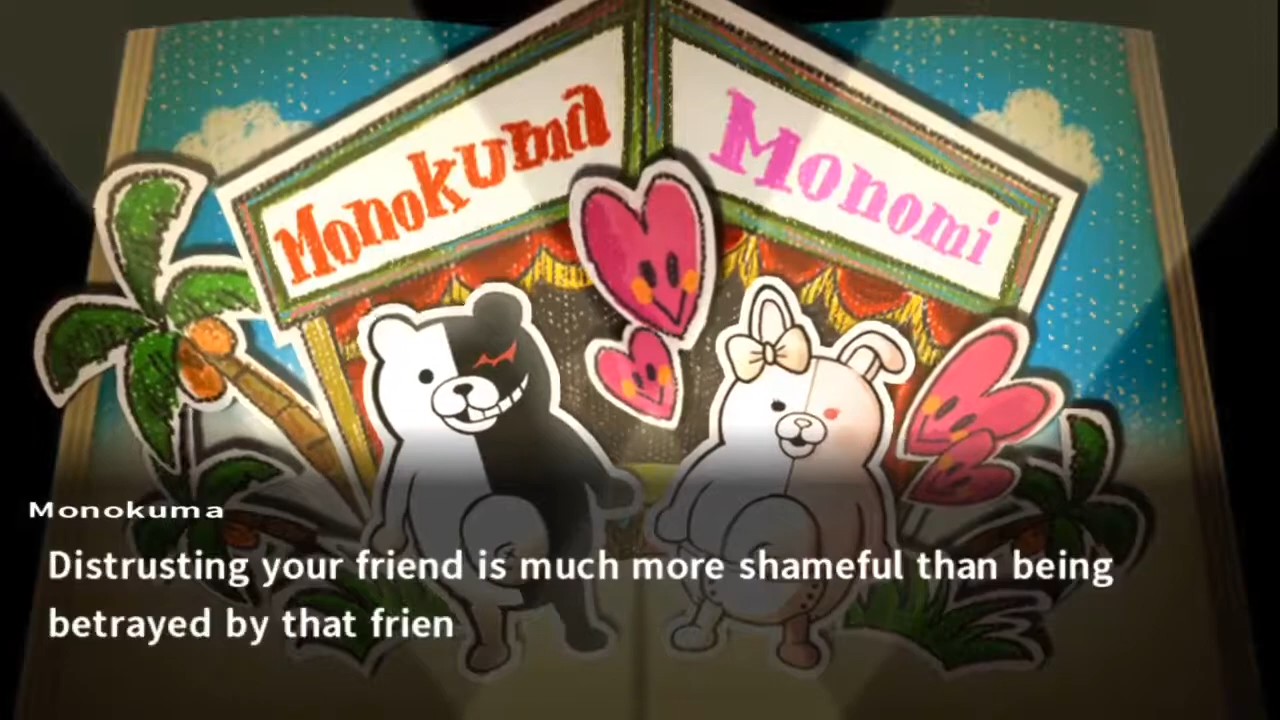 Monokuma
Monomi
Monokuma
Distrusting your friend is much more shameful than being
betrayed by that frien